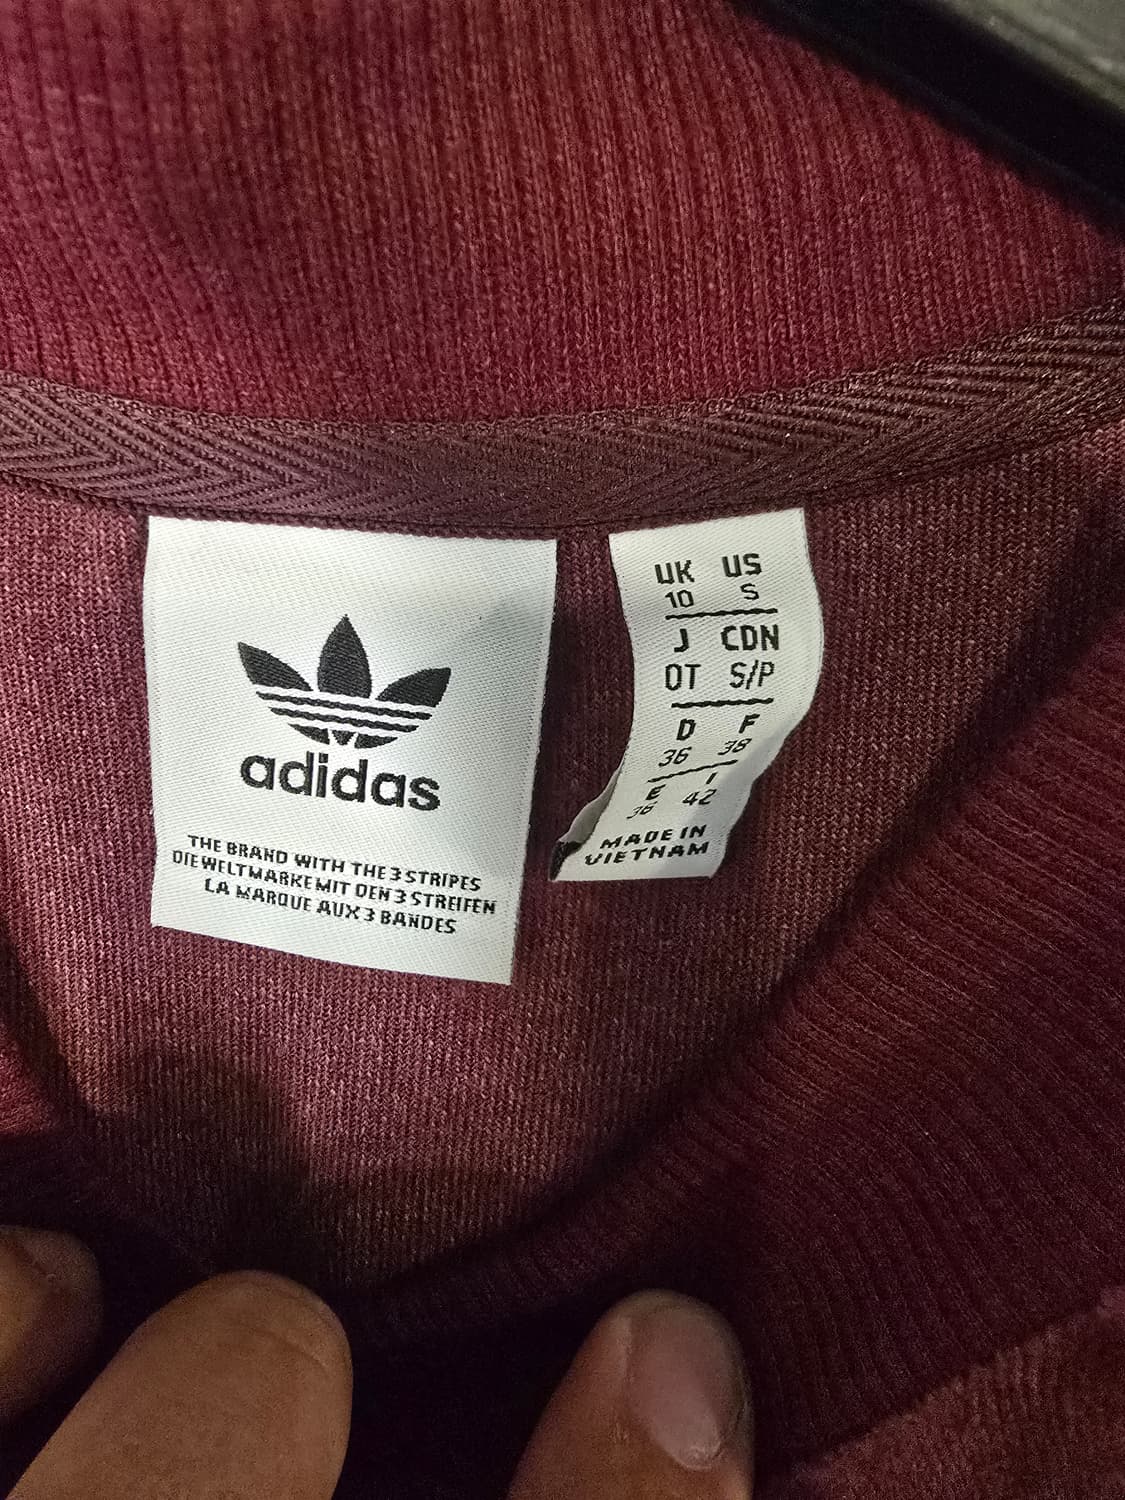 adidas
THE BRAND WITH THE 3 STRIPES
DIE WELTMARKE MIT DEN 3 STREIFEN
LA MARQUE AUX 3 BANDES
UK US
10 S
J CDN
OT S/P
D F
36 38
E I
36 42
MADE IN
VIETNAM